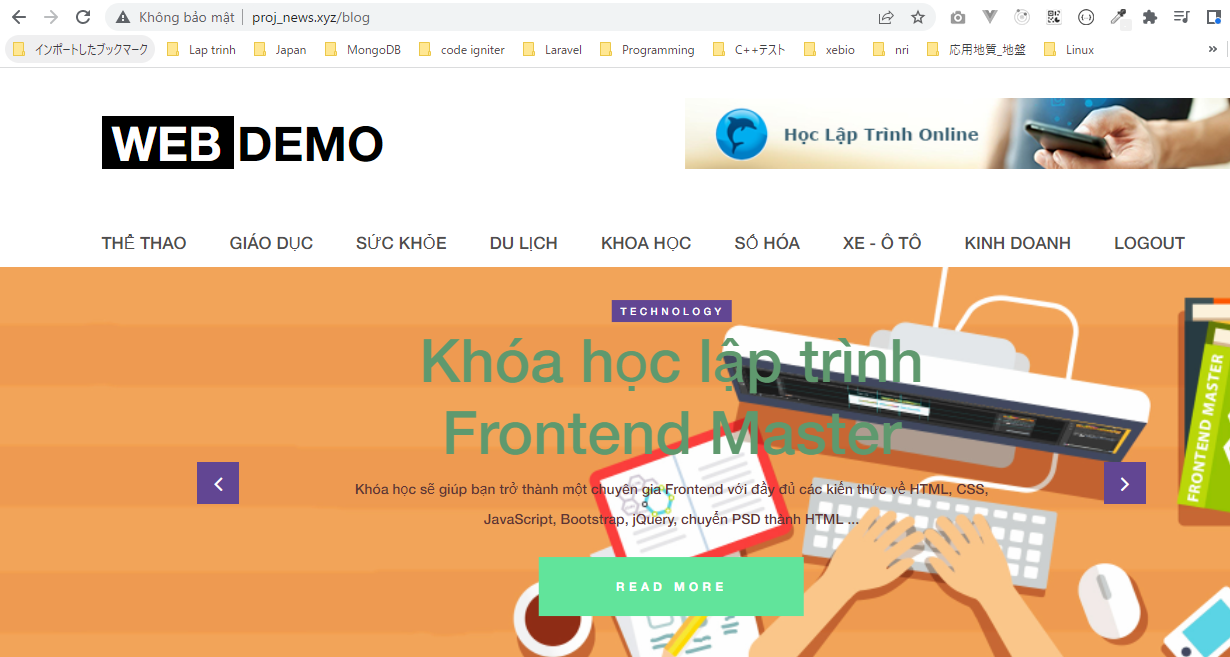 Không bảo mật proj_news.xyz/blog
インポートしたブックマーク Lap trinh Japan MongoDB code igniter Laravel Programming C++テスト xebio nri 応用地質_地盤 Linux »
WEB DEMO
Học Lập Trình Online
THỂ THAO GIÁO DỤC SỨC KHỎE DU LỊCH KHOA HỌC SỐ HÓA XE - Ô TÔ KINH DOANH LOGOUT
TECHNOLOGY
Khóa học lập trình
Frontend Master
Khóa học sẽ giúp bạn trở thành một chuyên gia Frontend với đầy đủ các kiến thức về HTML, CSS,
JavaScript, Bootstrap, jQuery, chuyển PSD thành HTML ...
READ MORE
FRONTEND MASTER